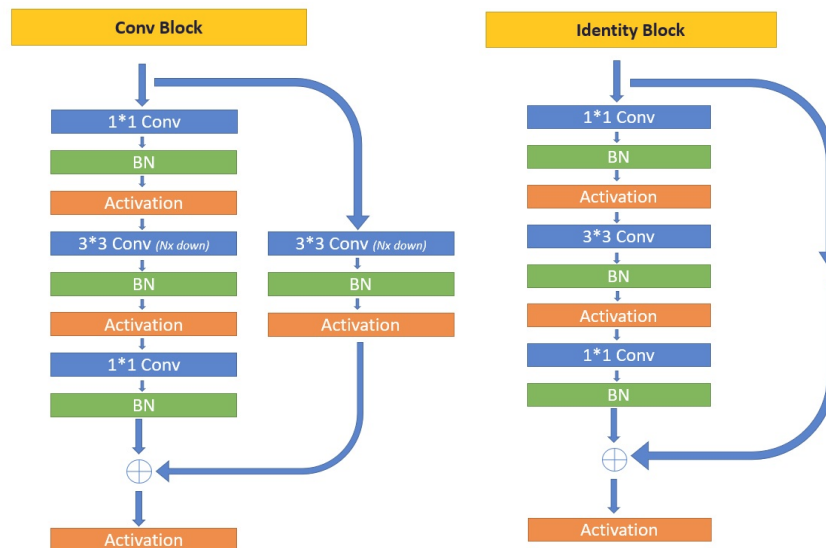 Conv Block
1*1 Conv
BN
Activation
3*3 Conv (Nx down)
BN
Activation
1*1 Conv
BN
Activation
3*3 Conv (Nx down)
BN
Activation
Identity Block
1*1 Conv
BN
Activation
3*3 Conv
BN
Activation
1*1 Conv
BN
Activation